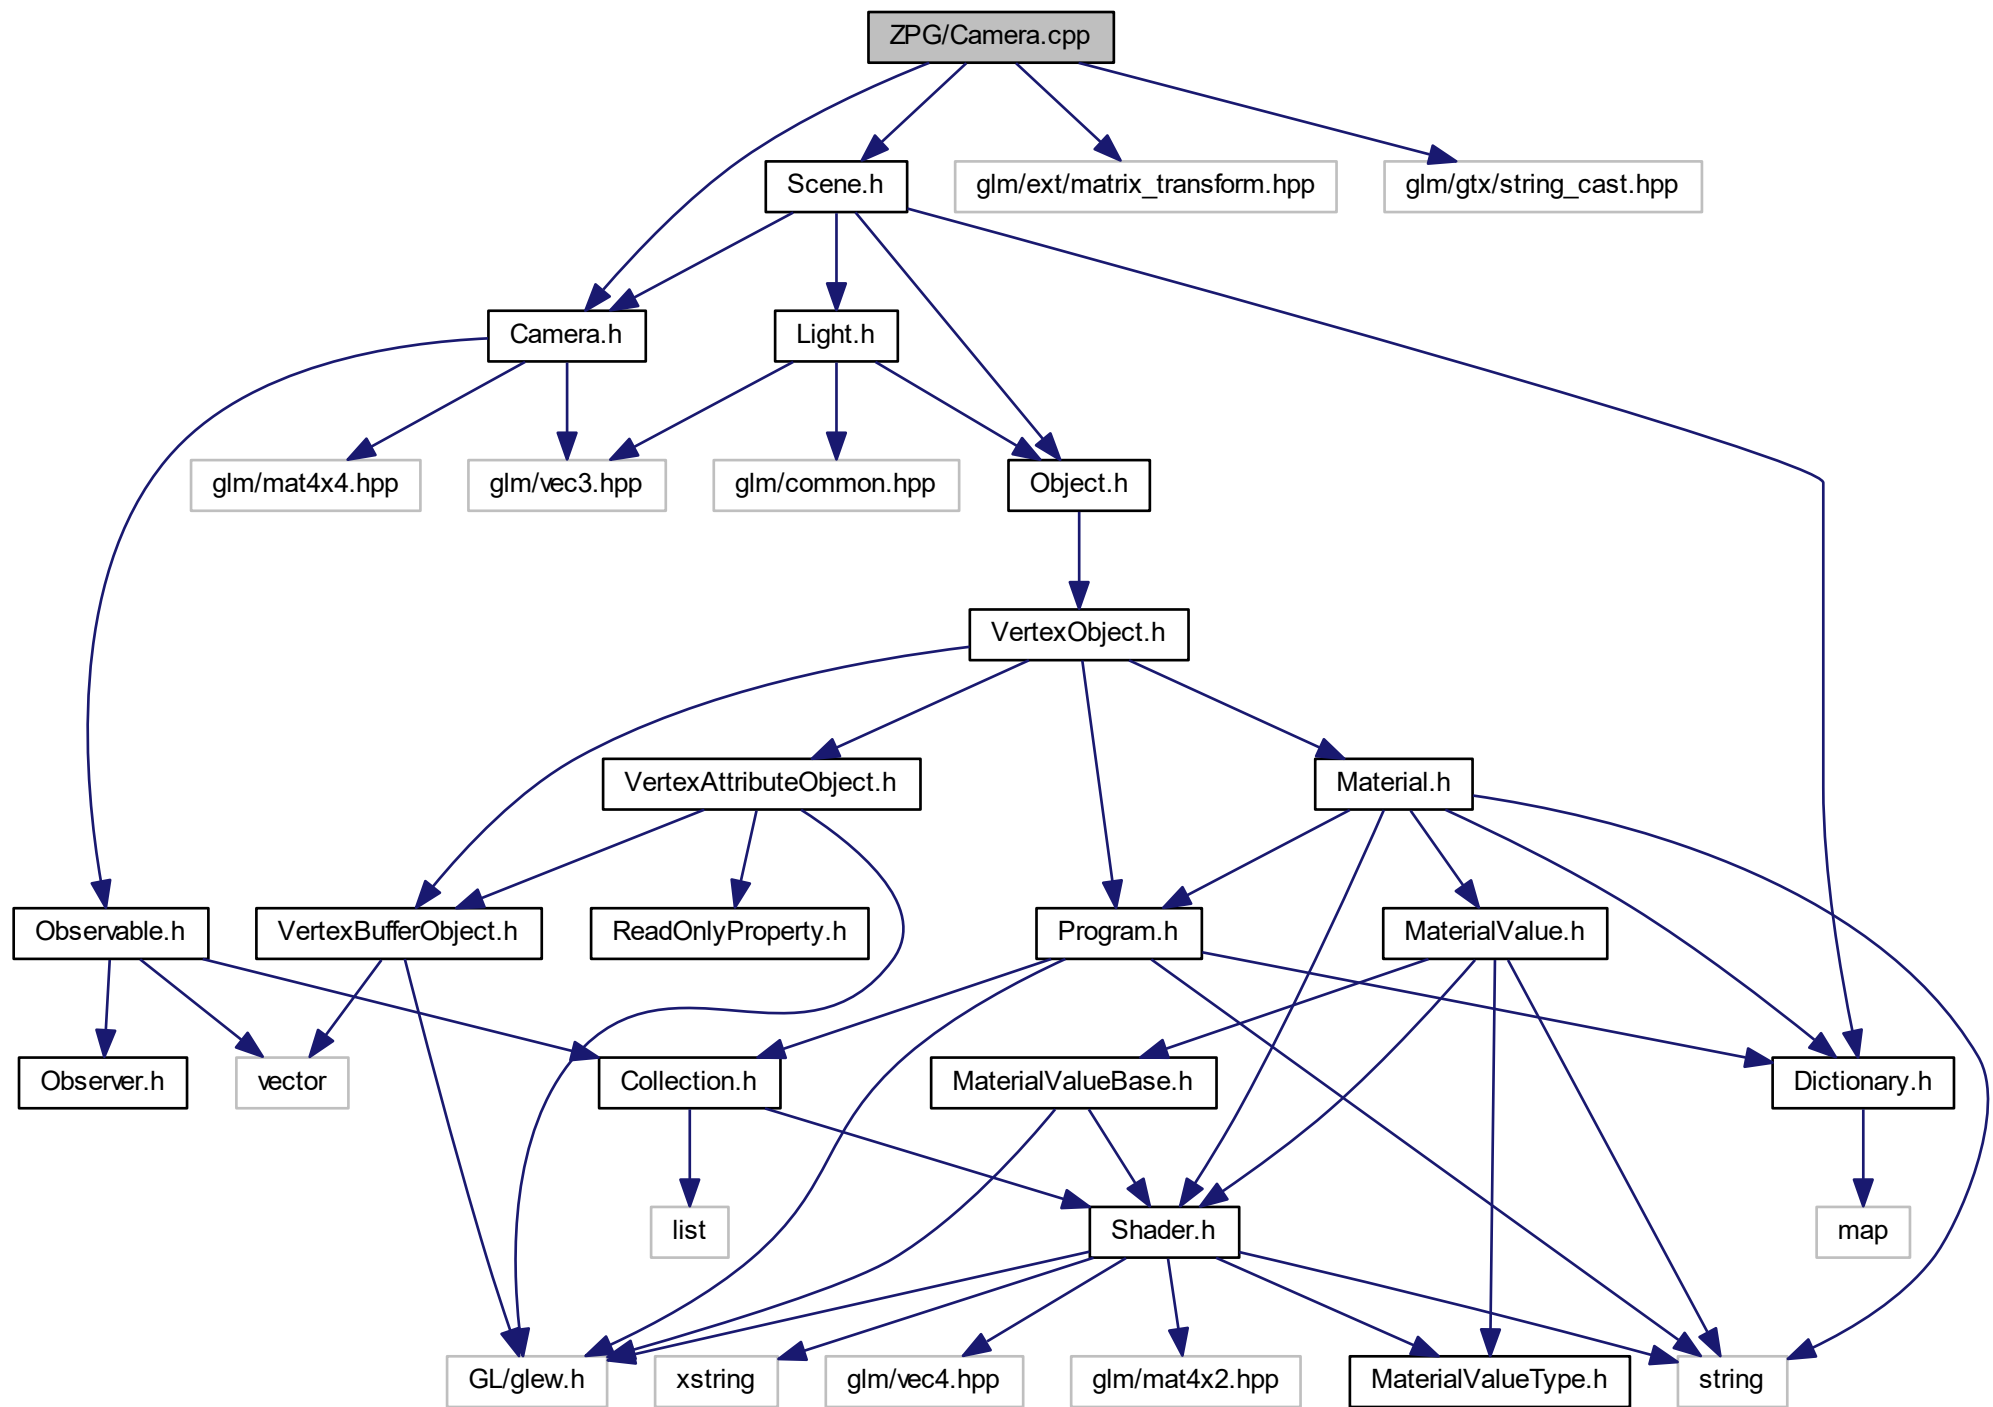 ZPG/Camera.cpp
Scene.h
glm/ext/matrix_transform.hpp
glm/gtx/string_cast.hpp
Camera.h
Light.h
glm/mat4x4.hpp
glm/vec3.hpp
glm/common.hpp
Object.h
VertexObject.h
VertexAttributeObject.h
Material.h
Observable.h
VertexBufferObject.h
ReadOnlyProperty.h
Program.h
MaterialValue.h
Observer.h
vector
Collection.h
MaterialValueBase.h
Dictionary.h
list
Shader.h
map
GL/glew.h
xstring
glm/vec4.hpp
glm/mat4x2.hpp
MaterialValueType.h
string